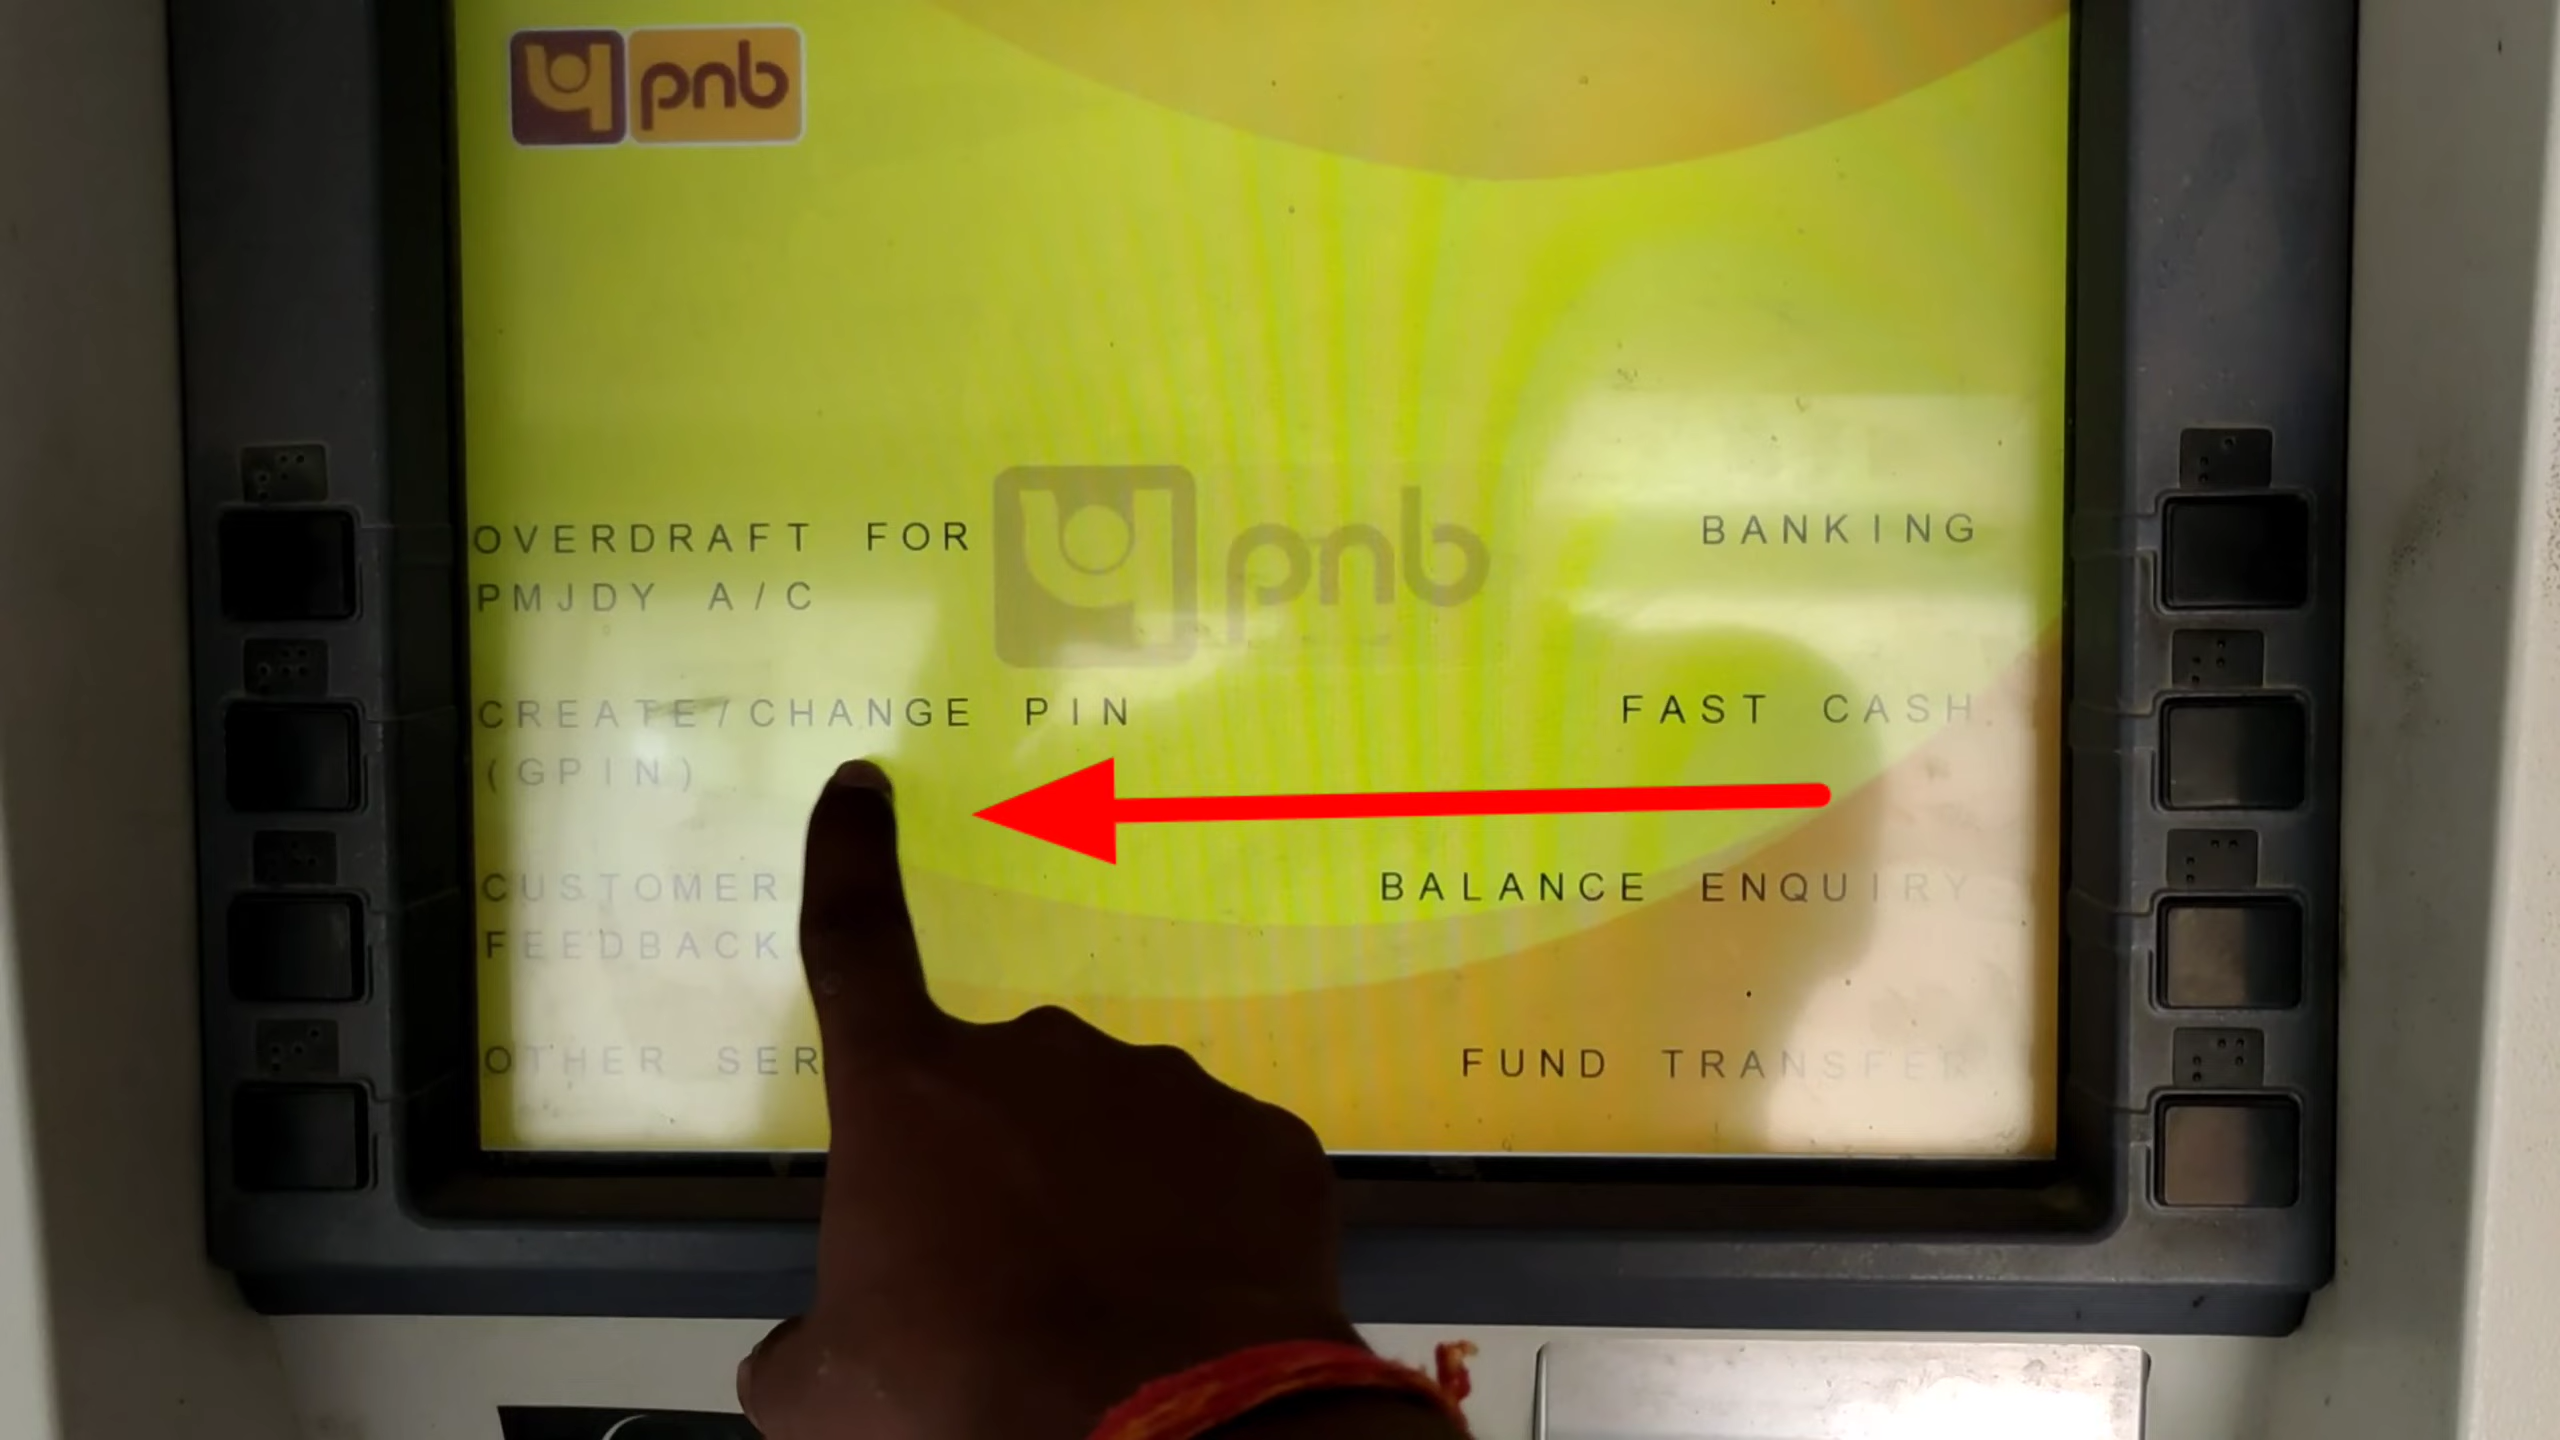 pnb
pnb
OVERDRAFT FOR
PMJDY A/C
BANKING
CREATE/CHANGE PIN
(GPIN)
FAST CASH
CUSTOMER
FEEDBACK
BALANCE ENQUIRY
OTHER SER
FUND TRANSFER